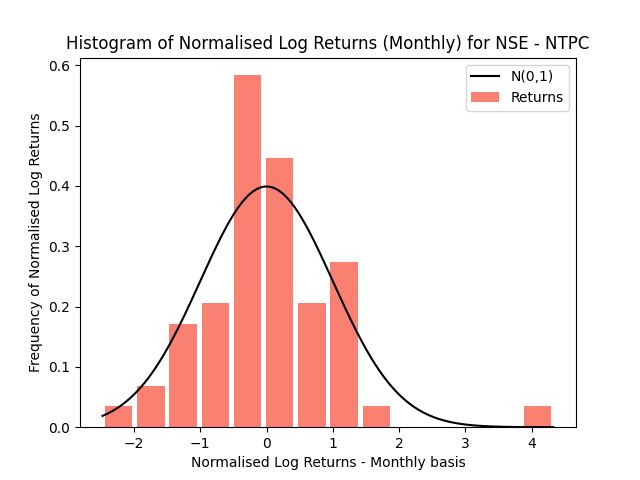 Histogram of Normalised Log Returns (Monthly) for NSE - NTPC
N(0,1)
Returns
Frequency of Normalised Log Returns
0.6
0.5
0.4
0.3
0.2
0.1
0.0
−2
−1
0
1
2
3
4
Normalised Log Returns - Monthly basis